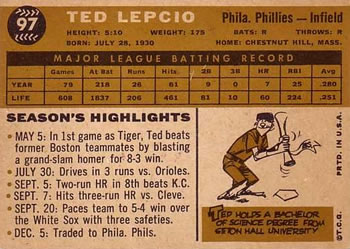 97
TED LEPCIO
Phila. Phillies — Infield
HEIGHT: 5:10 WEIGHT: 175 BATS: R THROWS: R
BORN: JULY 28, 1930 HOME: CHESTNUT HILL, MASS.
MAJOR LEAGUE BATTING RECORD
Games At Bat Runs Hits 2B 3B HR R.B.I. Avg.
YEAR 79 218 26 61 8 0 7 25 .280
LIFE 608 1837 206 461 81 10 60 220 .251
SEASON'S HIGHLIGHTS
• MAY 5: In 1st game as Tiger, Ted beats
former Boston teammates by blasting
a grand-slam homer for 8-3 win.
• JULY 30: Drives in 3 runs vs. Orioles.
• SEPT. 5: Two-run HR in 8th beats K.C.
• SEPT. 7: Hits three-run HR vs. Cleve.
• SEPT. 20: Paces team to 5-4 win over
the White Sox with three safeties.
• DEC. 5: Traded to Phila. Phils.
TED HOLDS A BACHELOR
OF SCIENCE DEGREE FROM
SETON HALL UNIVERSITY
©T.C.G.
PRTD. IN U.S.A.